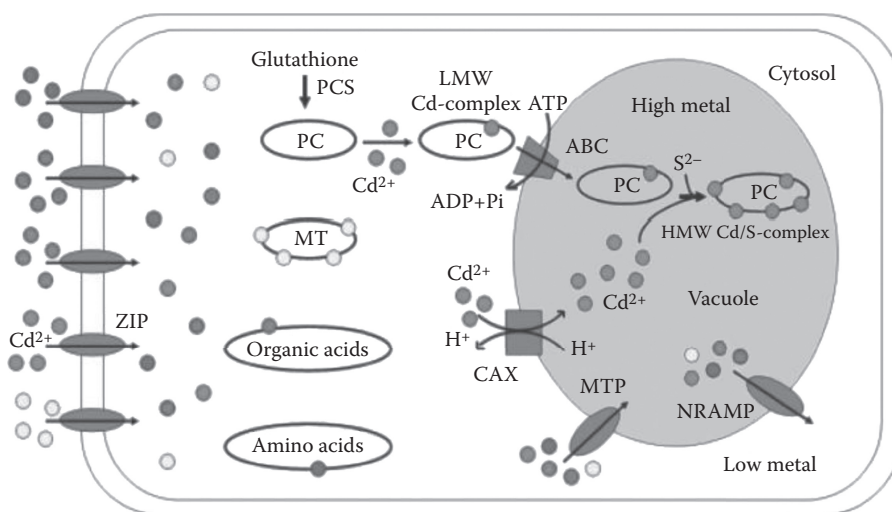 Glutathione
PCS
PC
Cd²⁺
LMW
Cd-complex
PC
ATP
ADP+Pi
ABC
High metal
Cytosol
PC
S²⁻
PC
HMW Cd/S-complex
MT
Cd²⁺
ZIP
Organic acids
Amino acids
Cd²⁺
H⁺
CAX
H⁺
Cd²⁺
Vacuole
MTP
NRAMP
Low metal